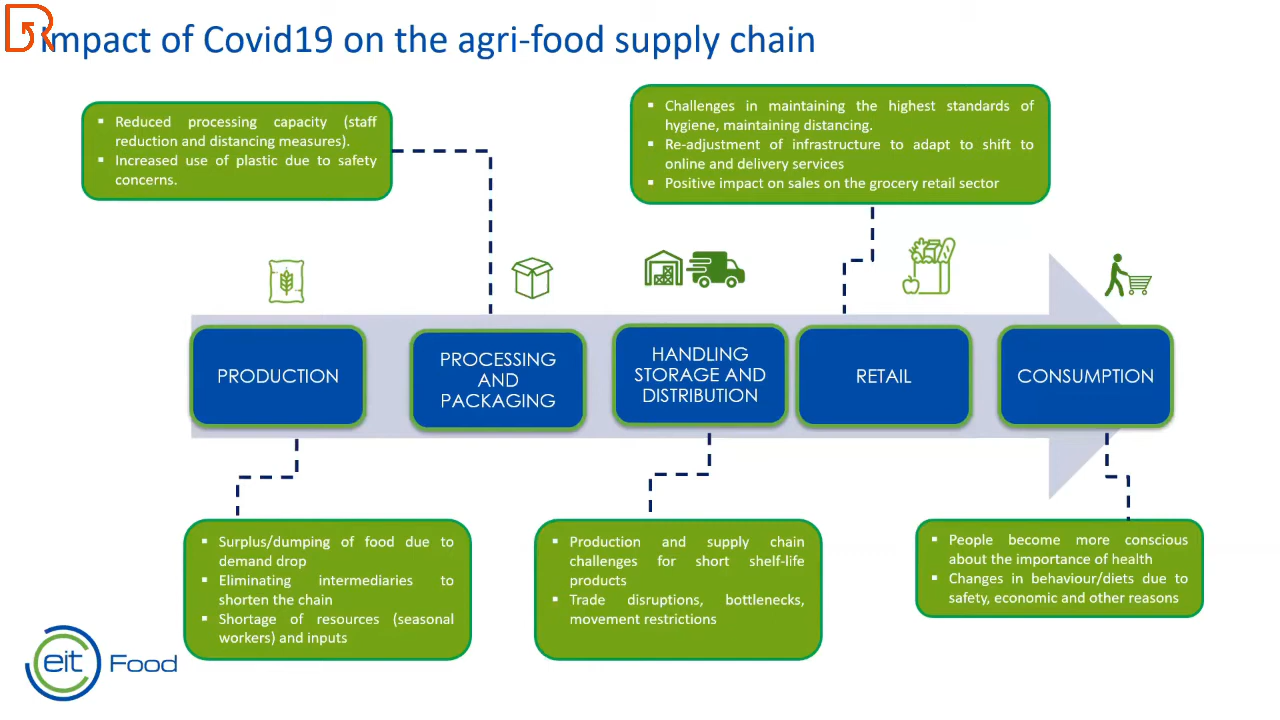 Impact of Covid19 on the agri-food supply chain
▪ Reduced processing capacity (staff
reduction and distancing measures).
▪ Increased use of plastic due to safety
concerns.
▪ Challenges in maintaining the highest standards of
hygiene, maintaining distancing.
▪ Re-adjustment of infrastructure to adapt to shift to
online and delivery services
▪ Positive impact on sales on the grocery retail sector
PRODUCTION
PROCESSING
AND
PACKAGING
HANDLING
STORAGE AND
DISTRIBUTION
RETAIL
CONSUMPTION
▪ Surplus/dumping of food due to
demand drop
▪ Eliminating intermediaries to
shorten the chain
▪ Shortage of resources (seasonal
workers) and inputs
▪ Production and supply chain
challenges for short shelf-life
products
▪ Trade disruptions, bottlenecks,
movement restrictions
▪ People become more conscious
about the importance of health
▪ Changes in behaviour/diets due to
safety, economic and other reasons
eit Food